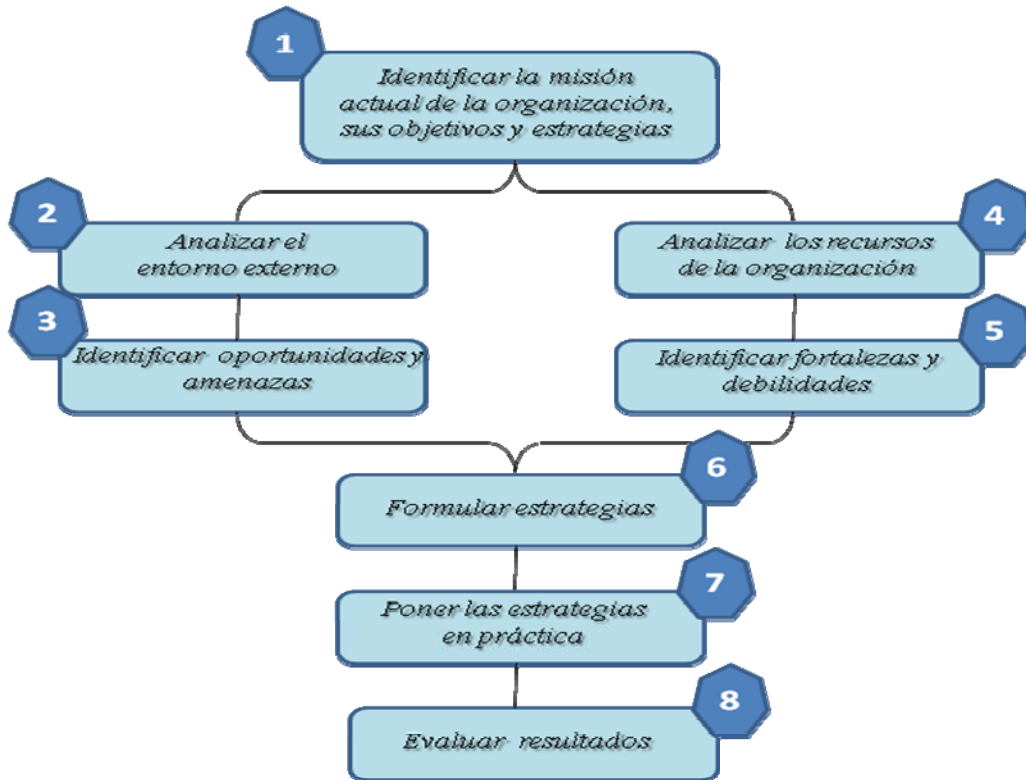 1
Identificar la misión
actual de la organización,
sus objetivos y estrategias
2
Analizar el
entorno externo
4
Analizar los recursos
de la organización
3
Identificar oportunidades y
amenazas
5
Identificar fortalezas y
debilidades
6
Formular estrategias
7
Poner las estrategias
en práctica
8
Evaluar resultados